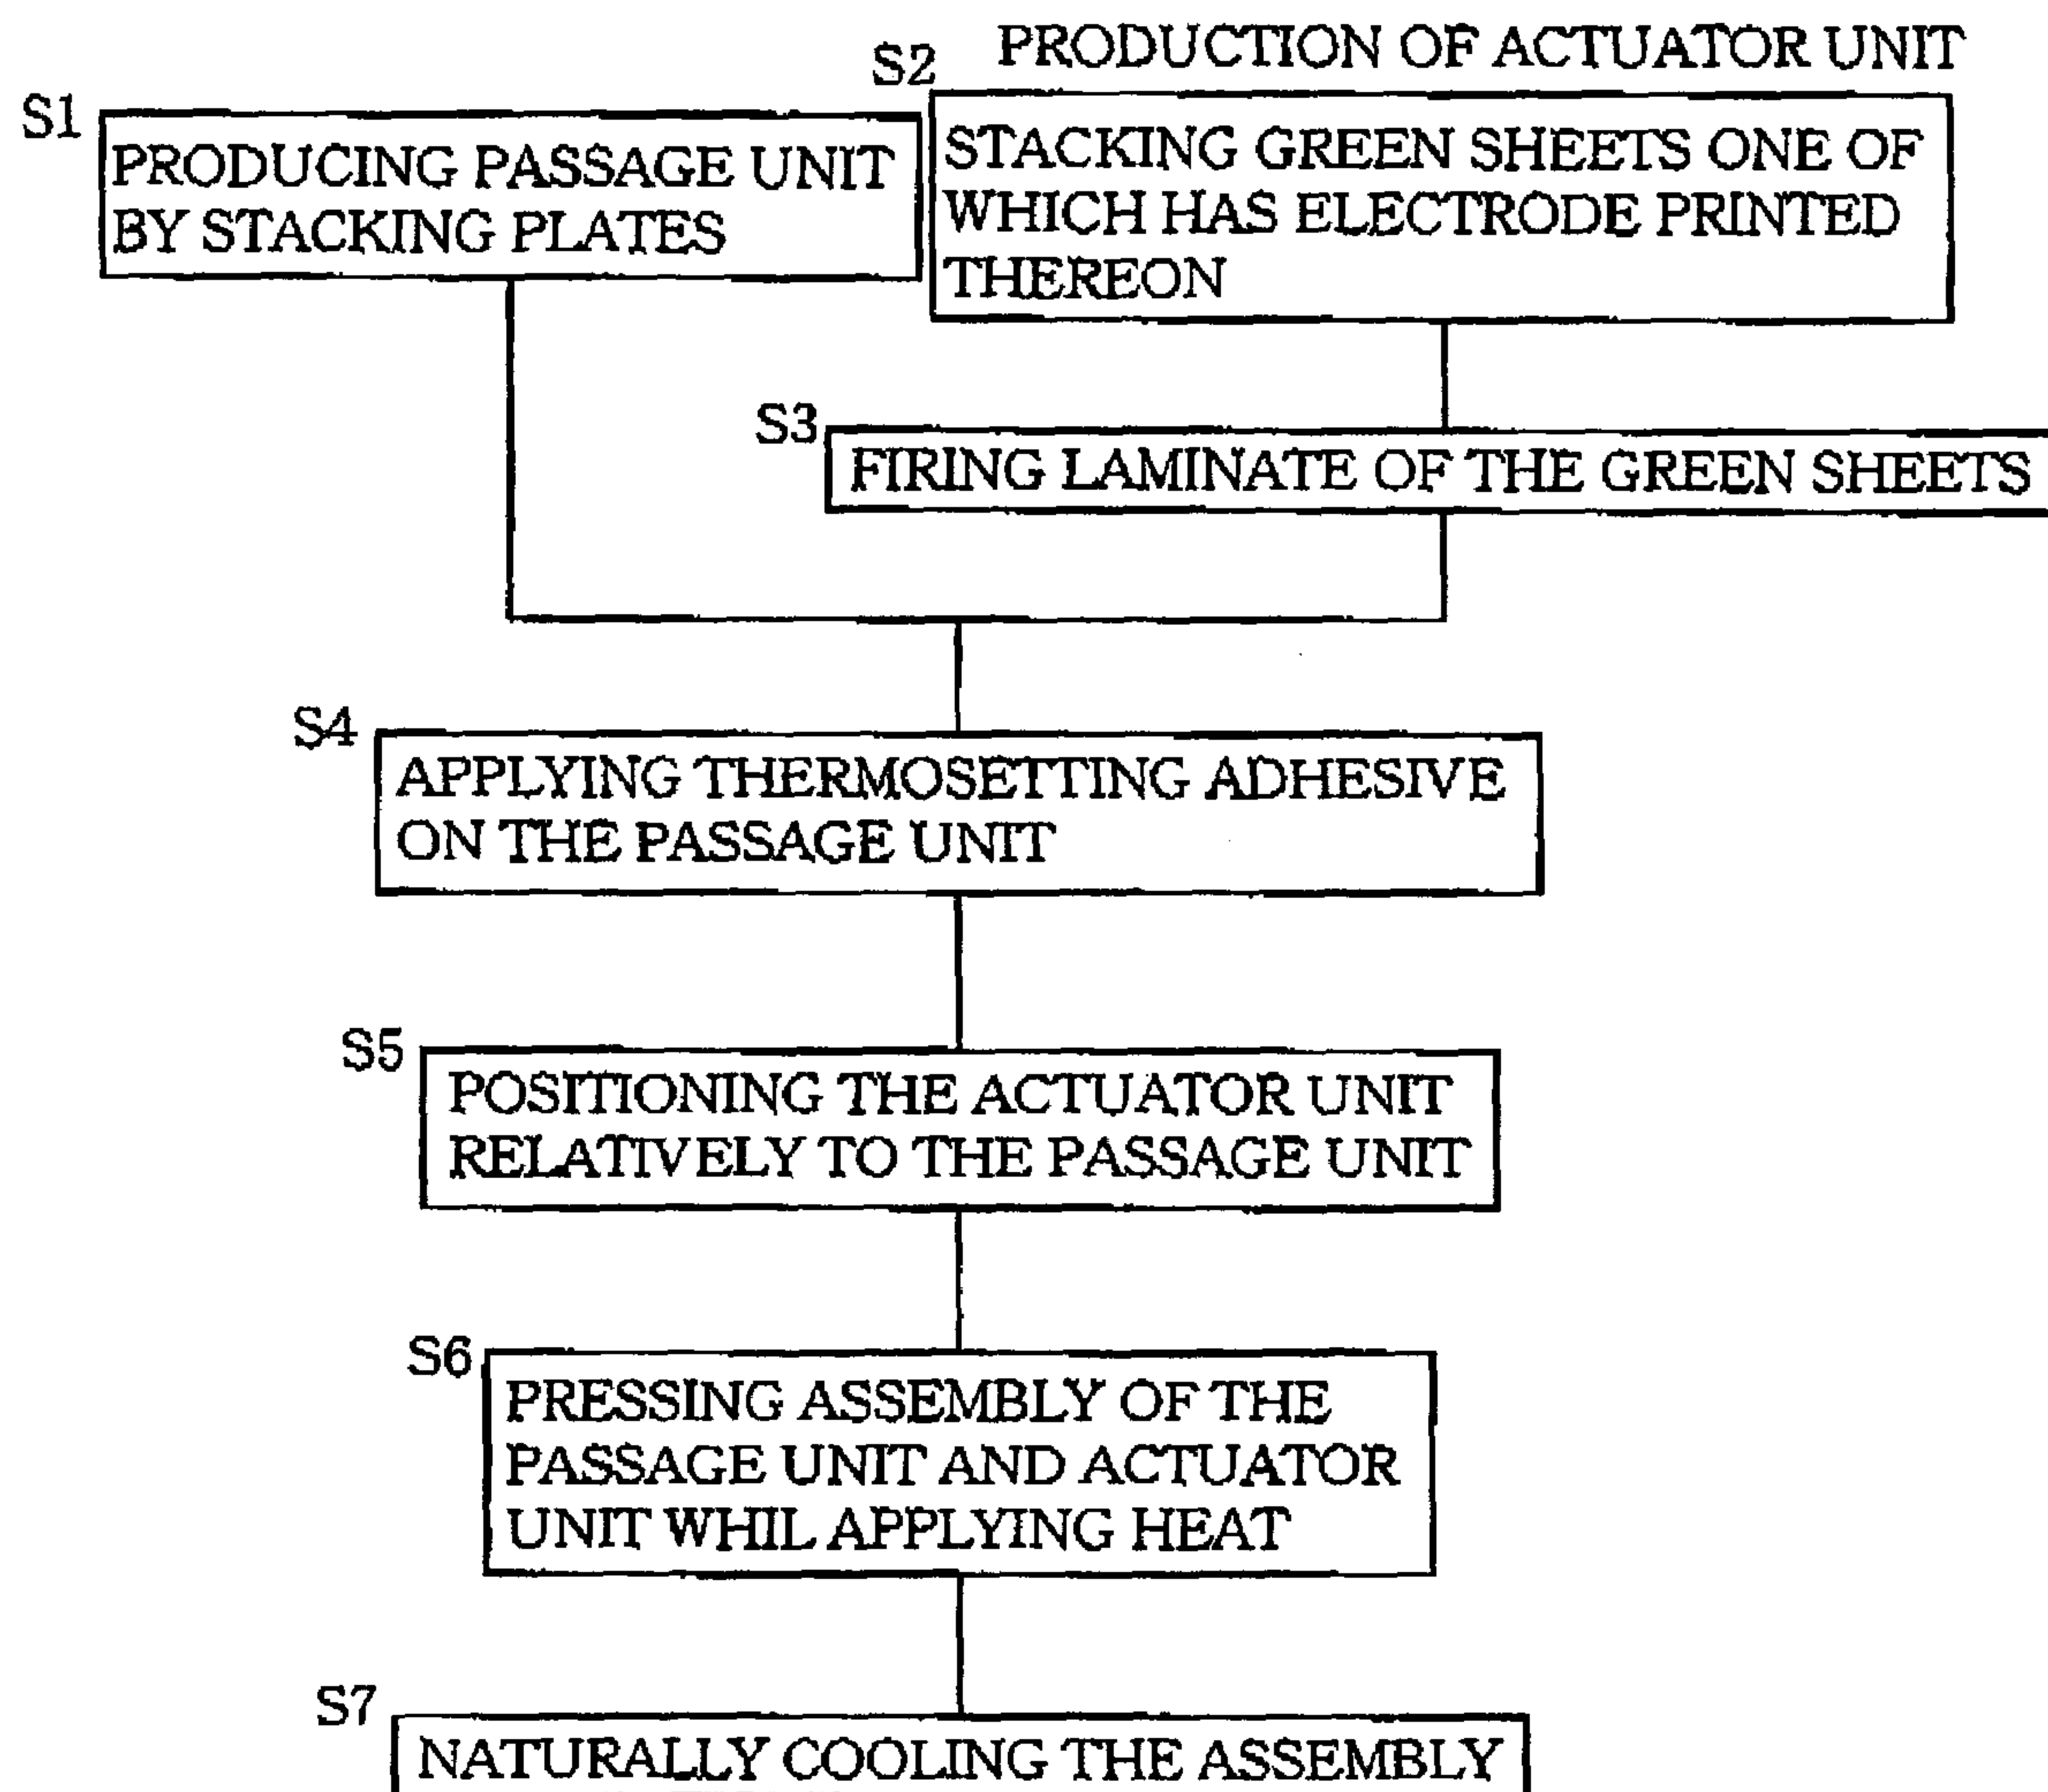 S1
PRODUCING PASSAGE UNIT
BY STACKING PLATES
PRODUCTION OF ACTUATOR UNIT
S2
STACKING GREEN SHEETS ONE OF
WHICH HAS ELECTRODE PRINTED
THEREON
S3
FIRING LAMINATE OF THE GREEN SHEETS
S4
APPLYING THERMOSETTING ADHESIVE
ON THE PASSAGE UNIT
S5
POSITIONING THE ACTUATOR UNIT
RELATIVELY TO THE PASSAGE UNIT
S6
PRESSING ASSEMBLY OF THE
PASSAGE UNIT AND ACTUATOR
UNIT WHIL APPLYING HEAT
S7
NATURALLY COOLING THE ASSEMBLY